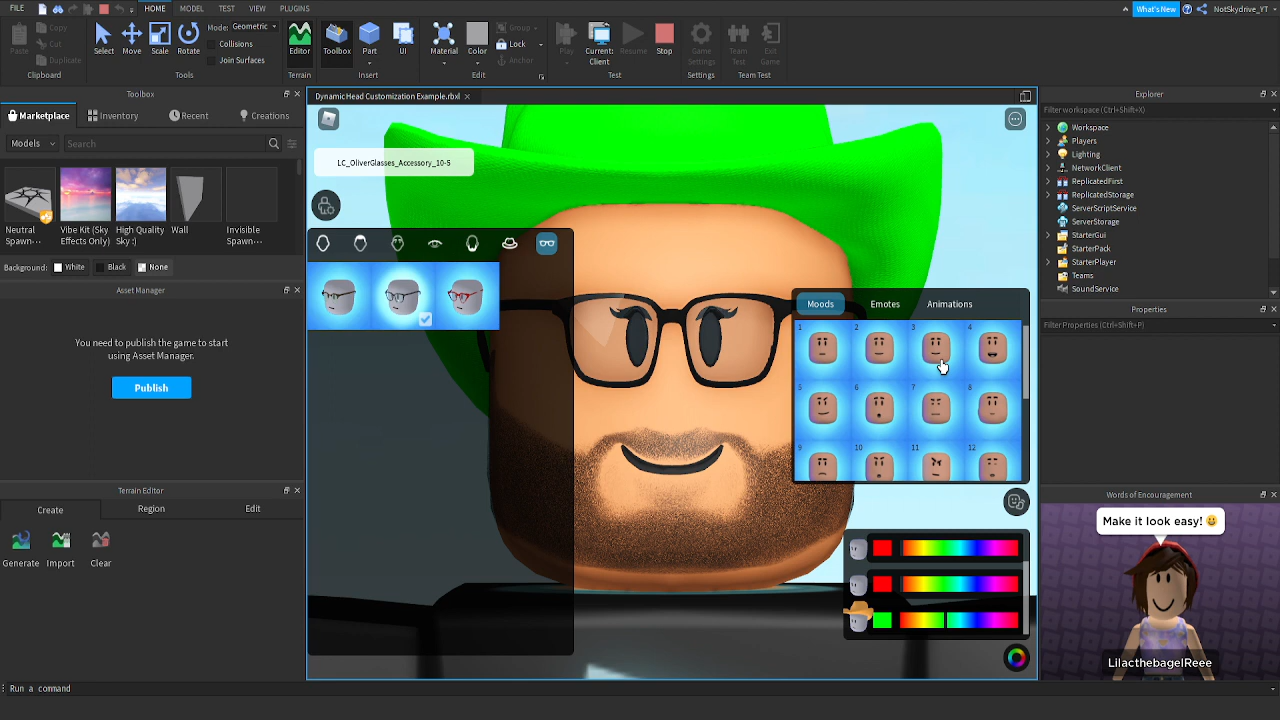 FILE HOME MODEL TEST VIEW PLUGINS What's New NotSkydrive_YT
Paste Copy Cut Duplicate Select Move Scale Rotate Mode: Geometric Collisions Join Surfaces Editor Toolbox Part UI Material Color Group Lock Anchor Play Current: Client Resume Stop Game Settings Team Test Exit Game
Clipboard Tools Terrain Insert Edit Test Settings Team Test
Toolbox
Marketplace Inventory Recent Creations
Models Search
Neutral Spawn... Vibe Kit (Sky Effects Only) High Quality Sky :) Wall Invisible Spawn...
Background: White Black None
Asset Manager
You need to publish the game to start
using Asset Manager.
Publish
Terrain Editor
Create Region Edit
Generate Import Clear
Run a command
DynamicHead Customization Example.rbxl
LC_OliverGlasses_Accessory_10-5
Moods Emotes Animations
1 2 3 4
5 6 7 8
9 10 11 12
Explorer
Filter workspace (Ctrl+Shift+X)
Workspace
Players
Lighting
NetworkClient
ReplicatedFirst
ReplicatedStorage
ServerScriptService
ServerStorage
StarterGui
StarterPack
StarterPlayer
Teams
SoundService
Properties
Filter Properties (Ctrl+Shift+P)
Words of Encouragement
Make it look easy! 😃